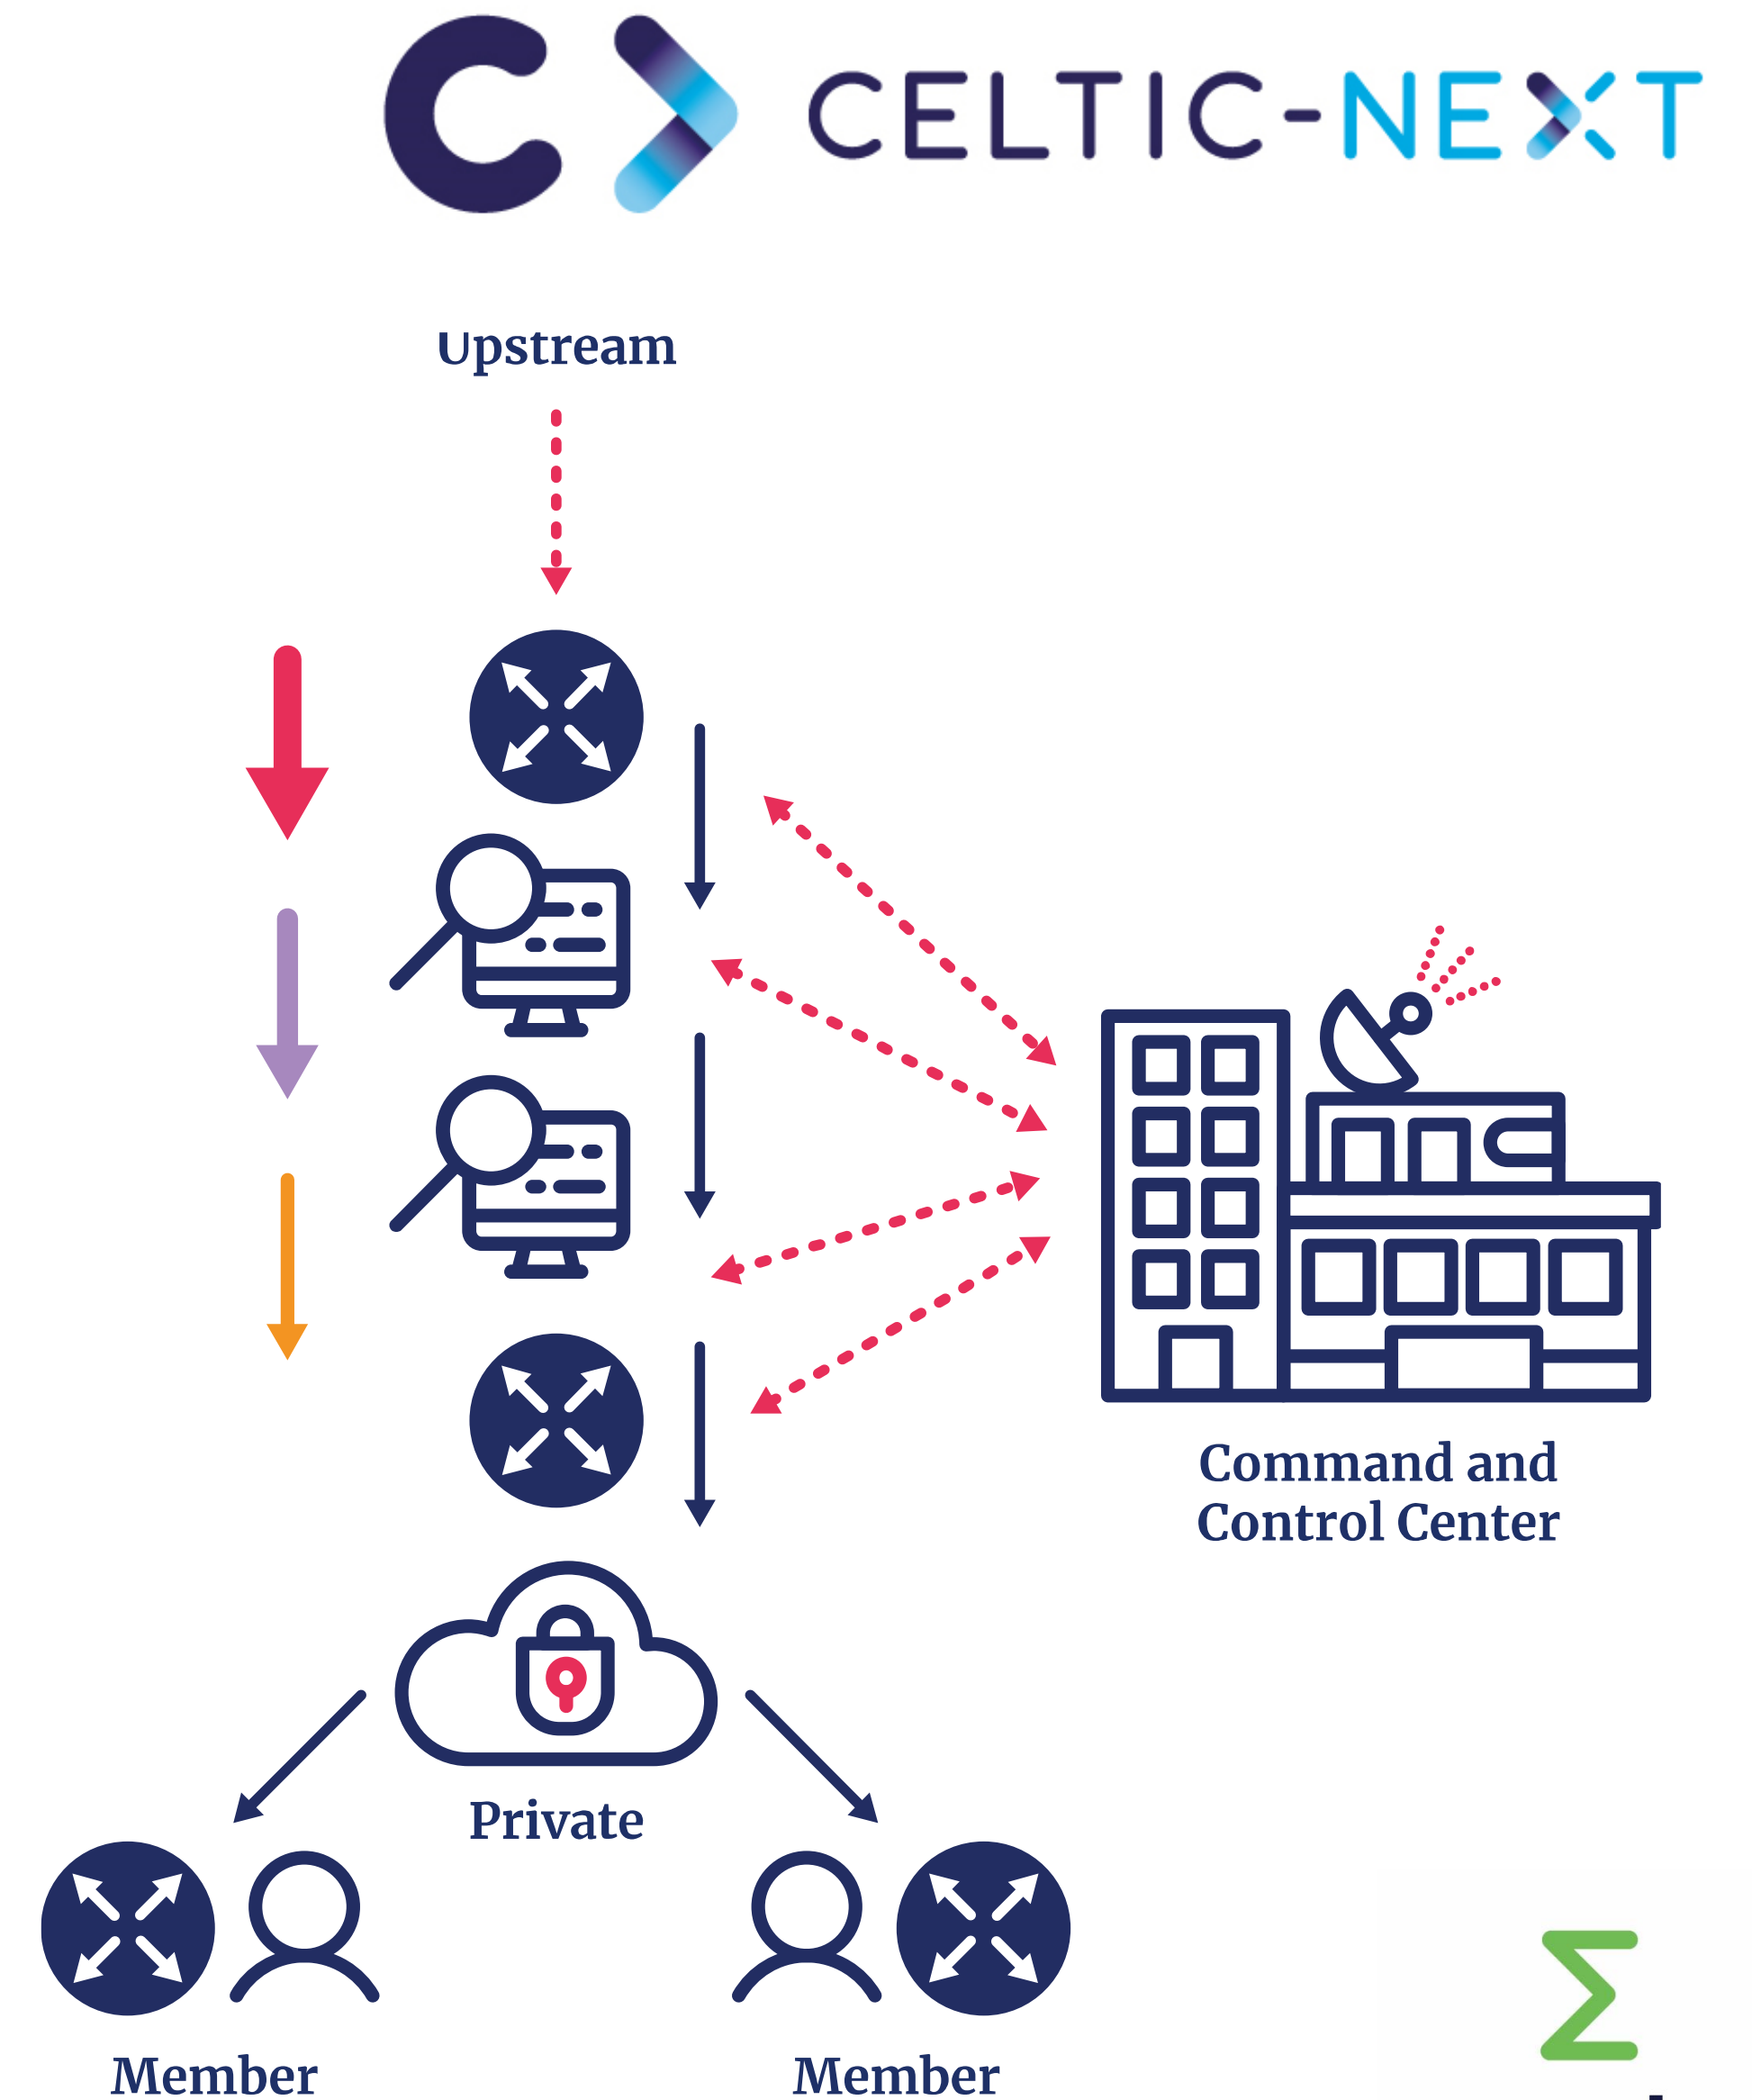 CELTIC-NEXT
Upstream
Command and
Control Center
Private
Member
Member